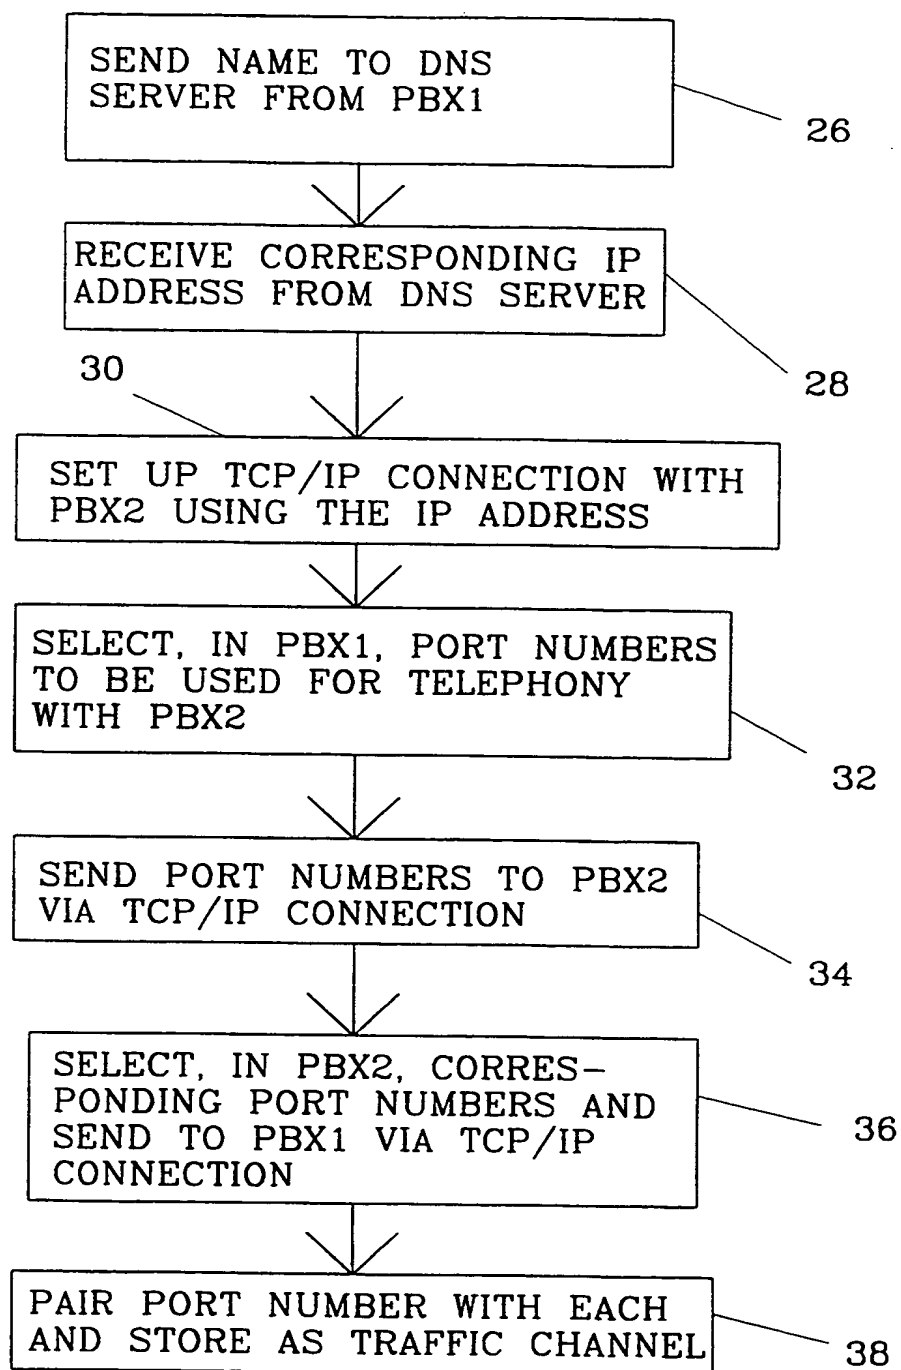 SEND NAME TO DNS
SERVER FROM PBX1
26
RECEIVE CORRESPONDING IP
ADDRESS FROM DNS SERVER
28
30
SET UP TCP/IP CONNECTION WITH
PBX2 USING THE IP ADDRESS
SELECT, IN PBX1, PORT NUMBERS
TO BE USED FOR TELEPHONY
WITH PBX2
32
SEND PORT NUMBERS TO PBX2
VIA TCP/IP CONNECTION
34
SELECT, IN PBX2, CORRES-
PONDING PORT NUMBERS AND
SEND TO PBX1 VIA TCP/IP
CONNECTION
36
PAIR PORT NUMBER WITH EACH
AND STORE AS TRAFFIC CHANNEL
38